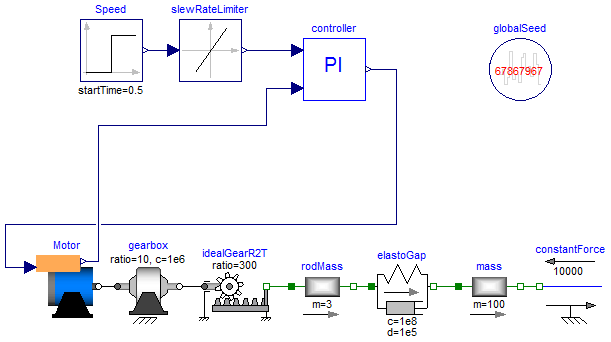 Speed
slewRateLimiter
controller
globalSeed
PI
67867967
startTime=0.5
Motor
gearbox
ratio=10, c=1e6
idealGearR2T
ratio=300
rodMass
elastoGap
mass
constantForce
10000
m=3
c=1e8
d=1e5
m=100